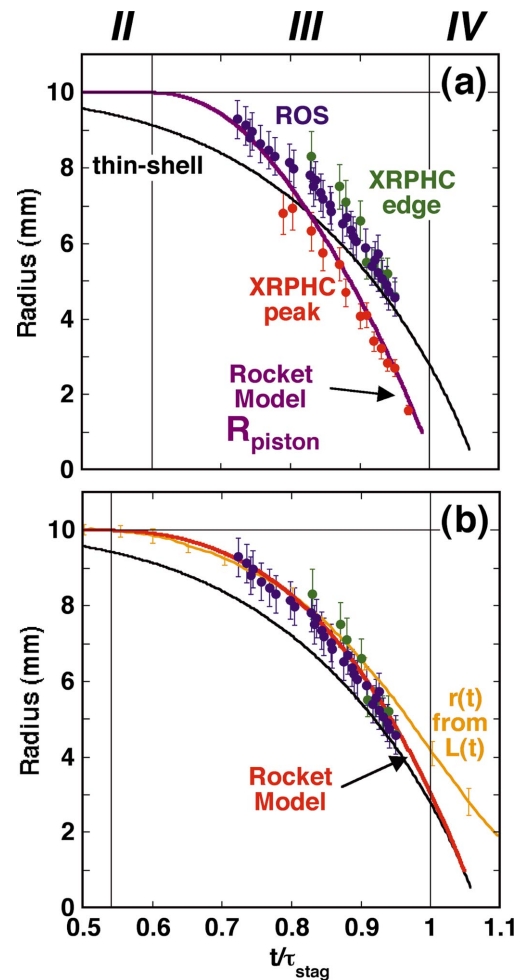 II III IV
(a)
10
8
6
4
2
0
Radius (mm)
ROS
thin-shell
XRPHC
edge
XRPHC
peak
Rocket
Model
Rpiston
(b)
10
8
6
4
2
0
Radius (mm)
r(t)
from
L(t)
Rocket
Model
0.5 0.6 0.7 0.8 0.9 1 1.1
t/τstag